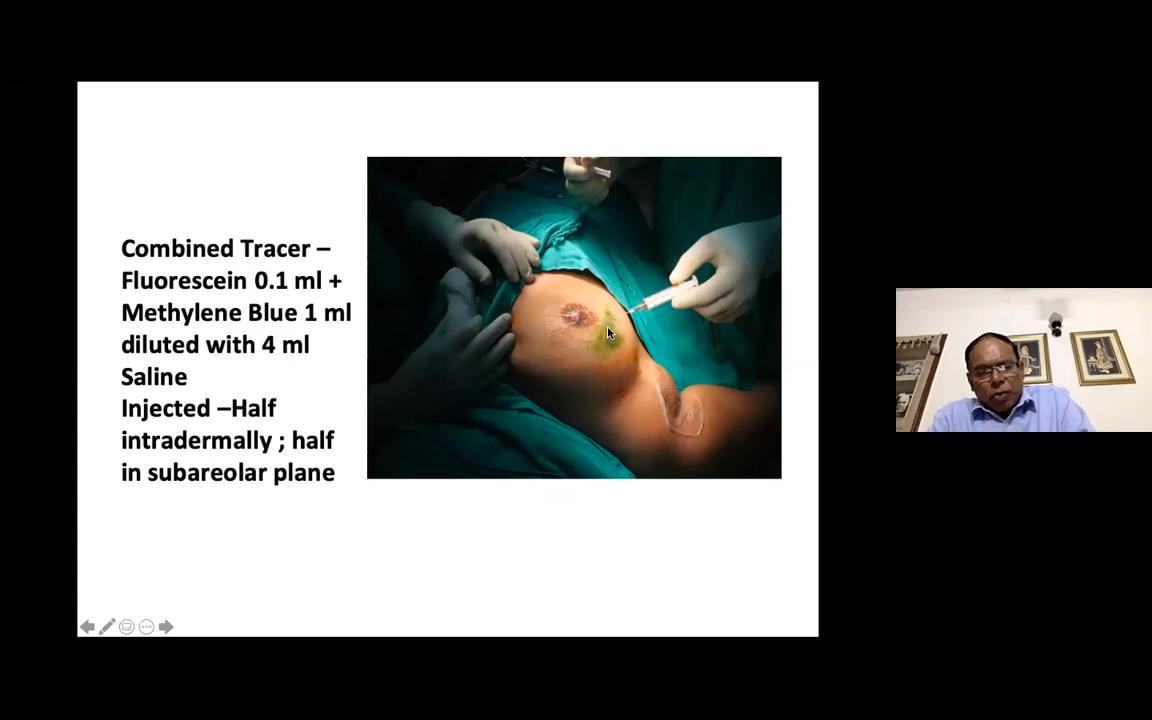 Combined Tracer –
Fluorescein 0.1 ml +
Methylene Blue 1 ml
diluted with 4 ml
Saline
Injected –Half
intradermally ; half
in subareolar plane